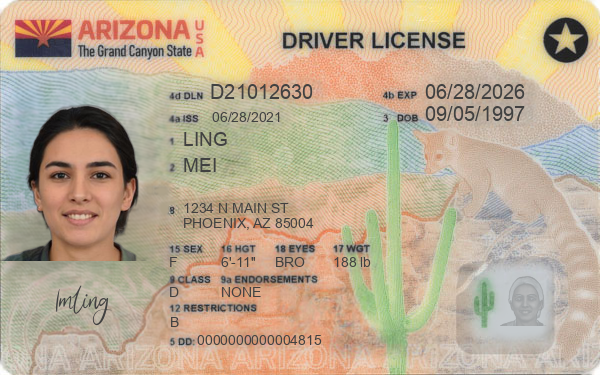 ARIZONA USA
The Grand Canyon State
DRIVER LICENSE
4d DLN D21012630
4b EXP 06/28/2026
4a ISS 06/28/2021
3 DOB 09/05/1997
1 LING
2 MEI
8 1234 N MAIN ST
PHOENIX, AZ 85004
15 SEX 16 HGT 18 EYES 17 WGT
F 6'-11" BRO 188 lb
9 CLASS 9a ENDORSEMENTS
D NONE
12 RESTRICTIONS
B
5 DD: 0000000000004815
lmling
ARIZONA ARIZONA ARIZONA ARIZONA